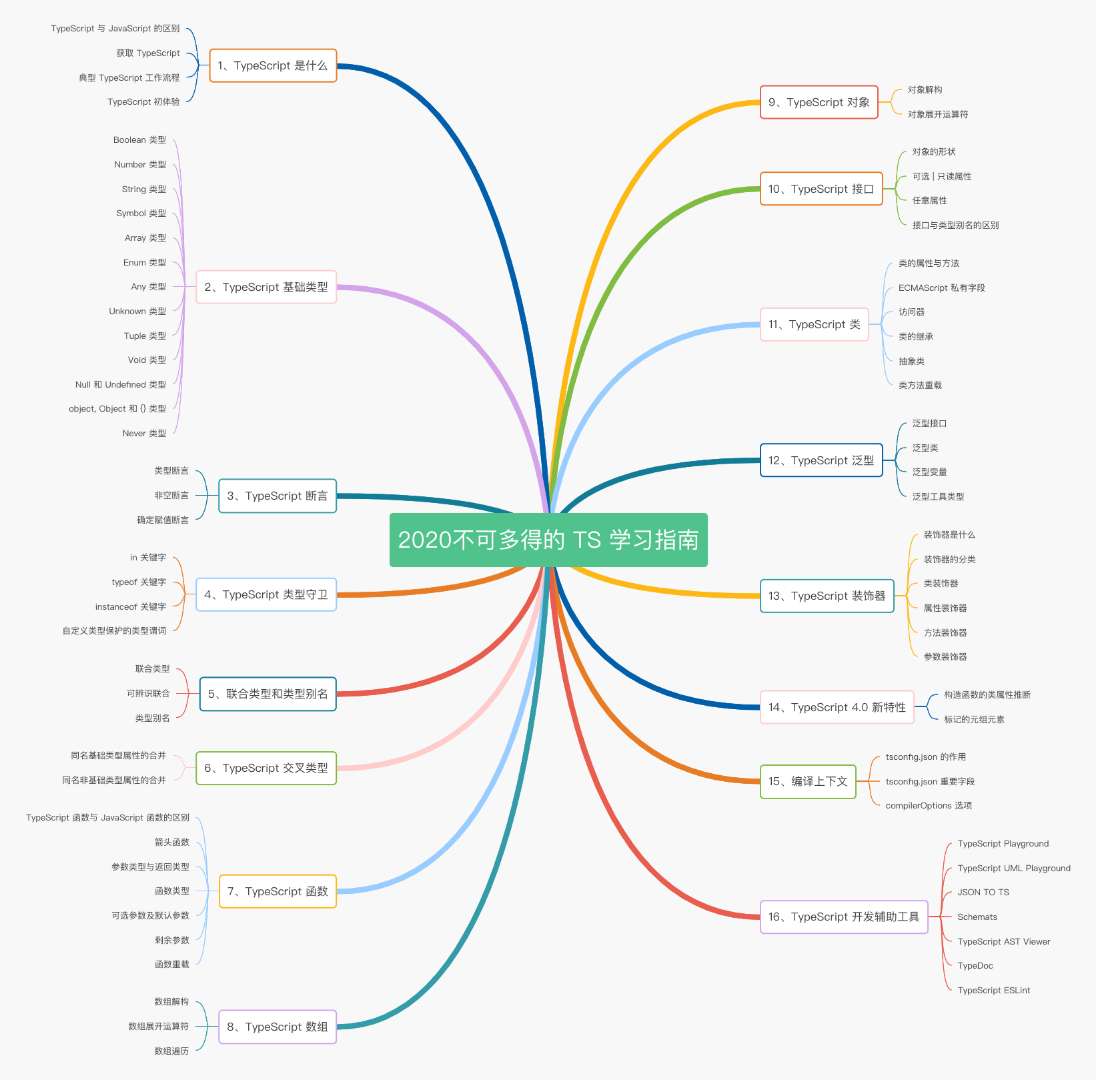 2020不可多得的 TS 学习指南
1、TypeScript 是什么
TypeScript 与 JavaScript 的区别
获取 TypeScript
典型 TypeScript 工作流程
TypeScript 初体验
2、TypeScript 基础类型
Boolean 类型
Number 类型
String 类型
Symbol 类型
Array 类型
Enum 类型
Any 类型
Unknown 类型
Tuple 类型
Void 类型
Null 和 Undefined 类型
object, Object 和 {} 类型
Never 类型
3、TypeScript 断言
类型断言
非空断言
确定赋值断言
4、TypeScript 类型守卫
in 关键字
typeof 关键字
instanceof 关键字
自定义类型保护的类型谓词
5、联合类型和类型别名
联合类型
可辨识联合
类型别名
6、TypeScript 交叉类型
同名基础类型属性的合并
同名非基础类型属性的合并
7、TypeScript 函数
TypeScript 函数与 JavaScript 函数的区别
箭头函数
参数类型与返回类型
函数类型
可选参数及默认参数
剩余参数
函数重载
8、TypeScript 数组
数组解构
数组展开运算符
数组遍历
9、TypeScript 对象
对象解构
对象展开运算符
10、TypeScript 接口
对象的形状
可选 | 只读属性
任意属性
接口与类型别名的区别
11、TypeScript 类
类的属性与方法
ECMAScript 私有字段
访问器
类的继承
抽象类
类方法重载
12、TypeScript 泛型
泛型接口
泛型类
泛型变量
泛型工具类型
13、TypeScript 装饰器
装饰器是什么
装饰器的分类
类装饰器
属性装饰器
方法装饰器
参数装饰器
14、TypeScript 4.0 新特性
构造函数的类属性推断
标记的元组元素
15、编译上下文
tsconfig.json 的作用
tsconfig.json 重要字段
compilerOptions 选项
16、TypeScript 开发辅助工具
TypeScript Playground
TypeScript UML Playground
JSON TO TS
Schemats
TypeScript AST Viewer
TypeDoc
TypeScript ESLint